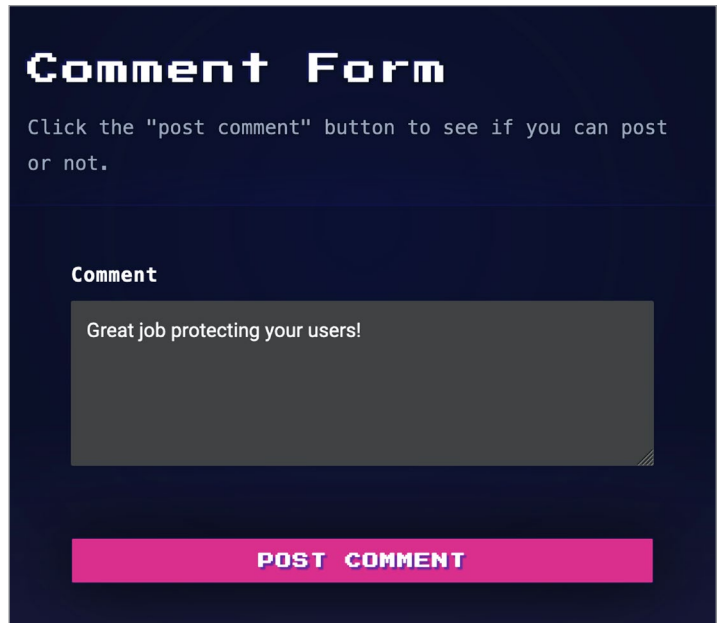 Comment Form
Click the "post comment" button to see if you can post
or not.
Comment
Great job protecting your users!
POST COMMENT